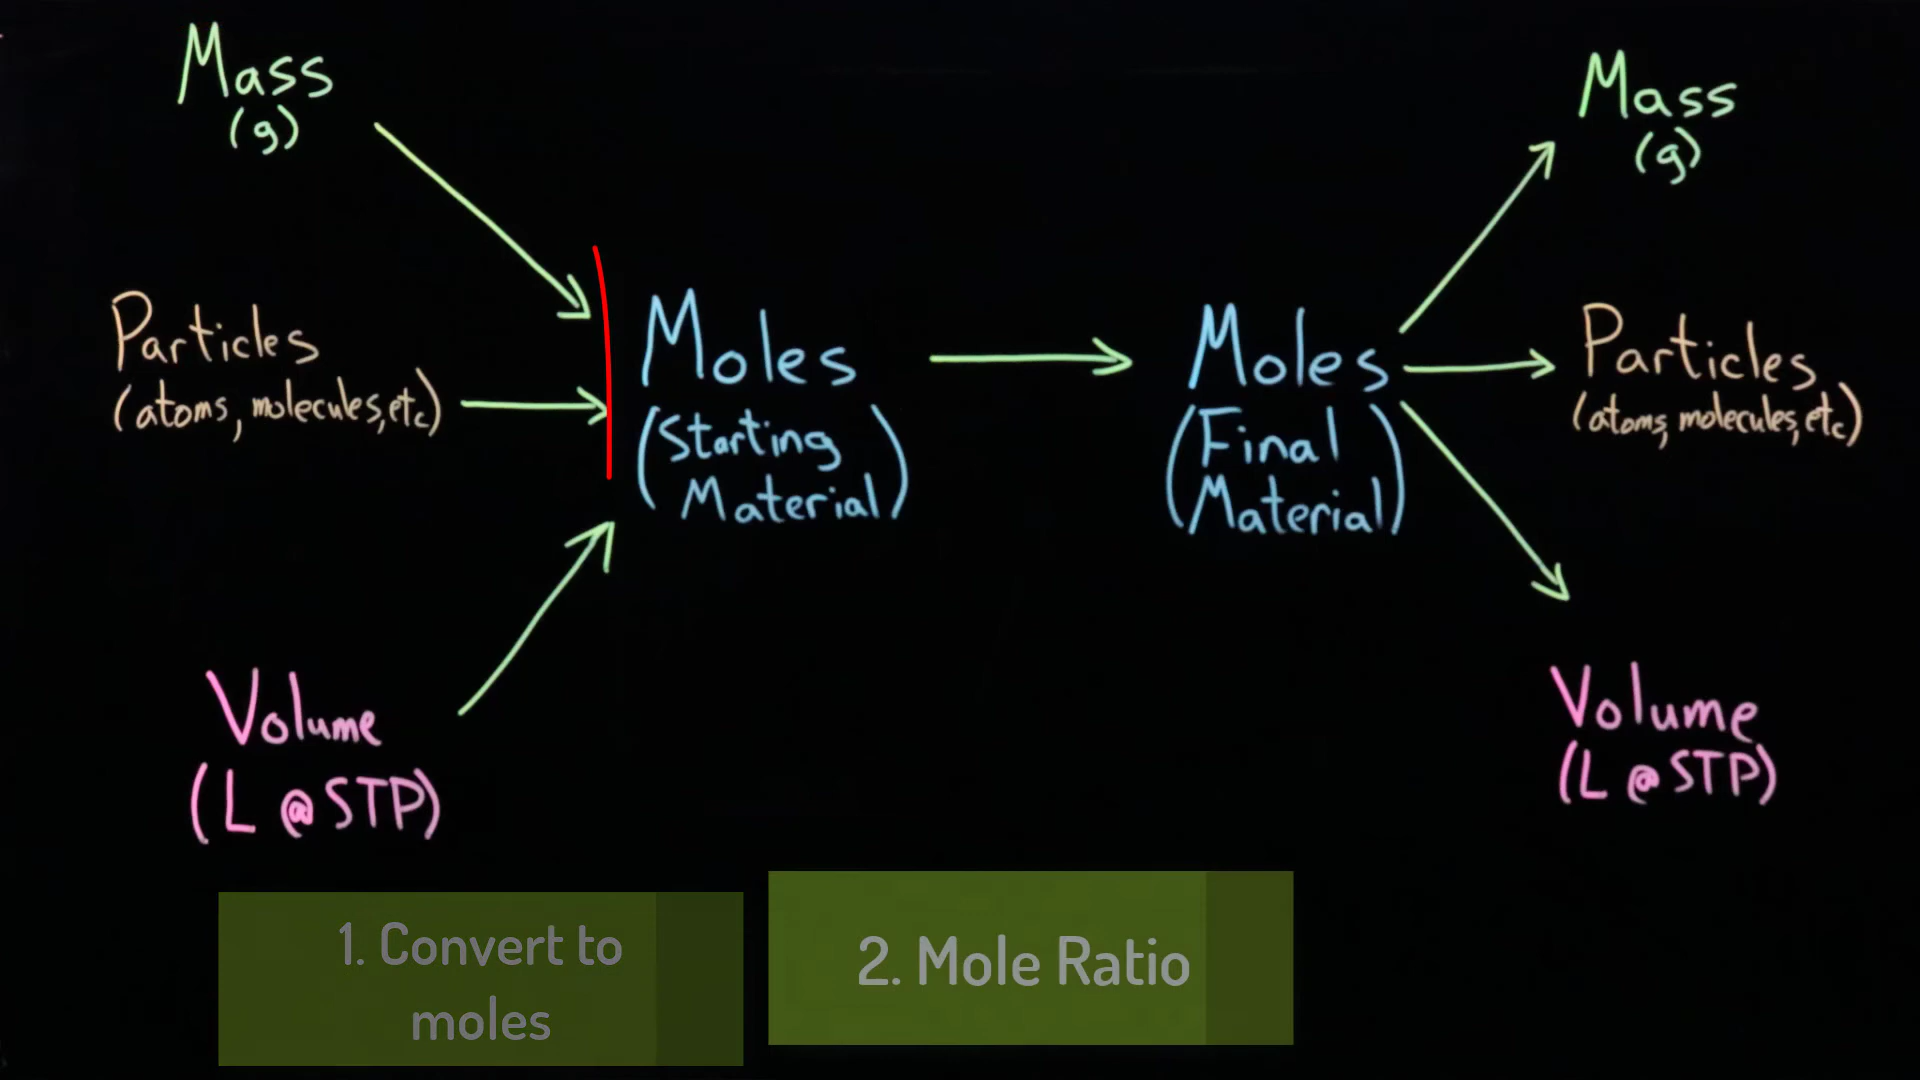 Mass
(g)
Particles
(atoms, molecules, etc)
Volume
(L @ STP)
Moles
(Starting
Material)
Moles
(Final
Material)
Mass
(g)
Particles
(atoms, molecules, etc)
Volume
(L @ STP)
1. Convert to
moles
2. Mole Ratio